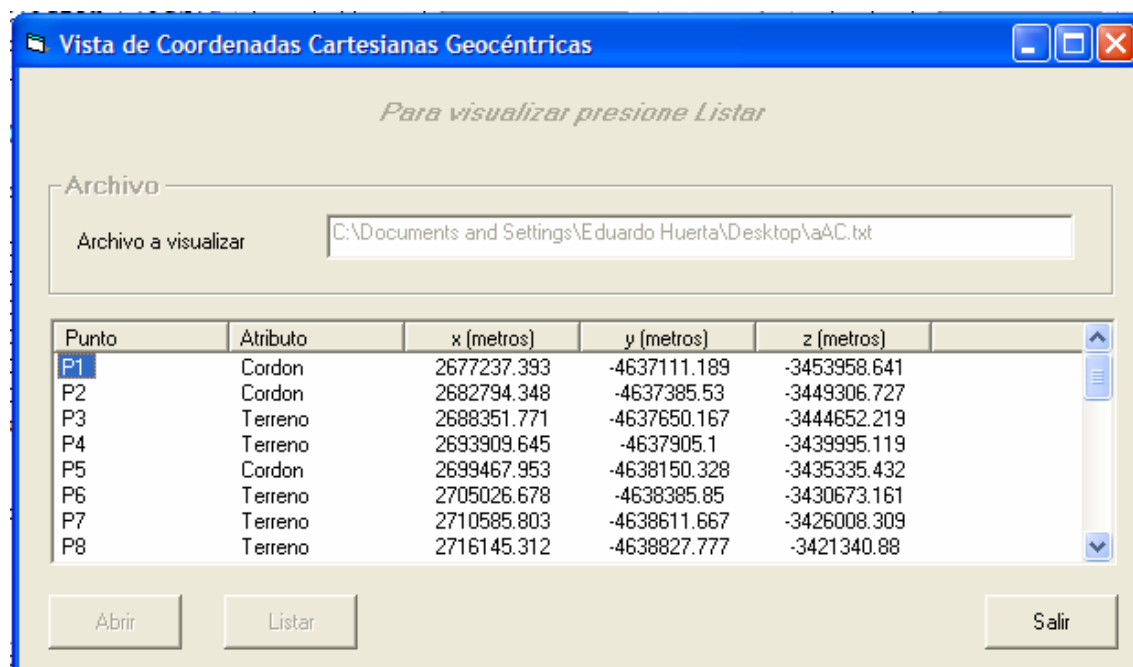 Vista de Coordenadas Cartesianas Geocéntricas
Para visualizar presione Listar
Archivo
Archivo a visualizar C:\Documents and Settings\Eduardo Huerta\Desktop\aAC.txt
Punto Atributo x (metros) y (metros) z (metros)
P1 Cordon 2677237.393 -4637111.189 -3453958.641
P2 Cordon 2682794.348 -4637385.53 -3449306.727
P3 Terreno 2688351.771 -4637650.167 -3444652.219
P4 Terreno 2693909.645 -4637905.1 -3439995.119
P5 Cordon 2699467.953 -4638150.328 -3435335.432
P6 Terreno 2705026.678 -4638385.85 -3430673.161
P7 Terreno 2710585.803 -4638611.667 -3426008.309
P8 Terreno 2716145.312 -4638827.777 -3421340.88
Abrir Listar Salir